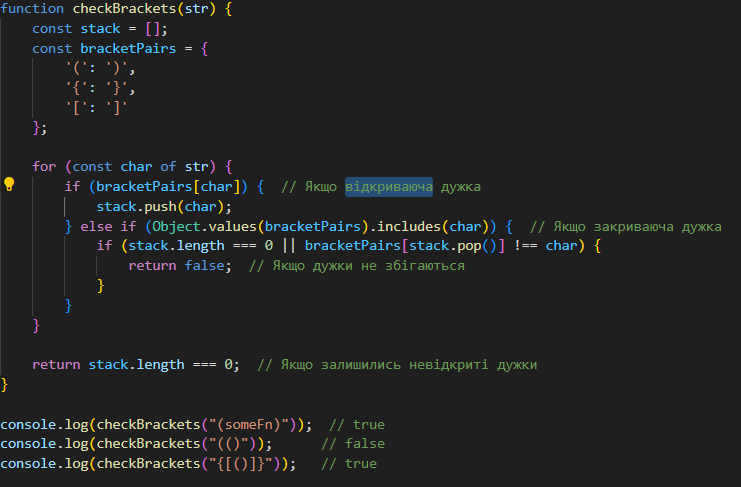 function checkBrackets(str) {
    const stack = [];
    const bracketPairs = {
        '(': ')',
        '{': '}',
        '[': ']'
    };
    for (const char of str) {
        if (bracketPairs[char]) {  // Якщо відкриваюча дужка
            stack.push(char);
        } else if (Object.values(bracketPairs).includes(char)) {  // Якщо закриваюча дужка
            if (stack.length === 0 || bracketPairs[stack.pop()] !== char) {
                return false;  // Якщо дужки не збігаються
            }
        }
    }
    return stack.length === 0;  // Якщо залишились невідкриті дужки
}
console.log(checkBrackets("(someFn)"));  // true
console.log(checkBrackets("(()"));      // false
console.log(checkBrackets("{[()]}"));   // true